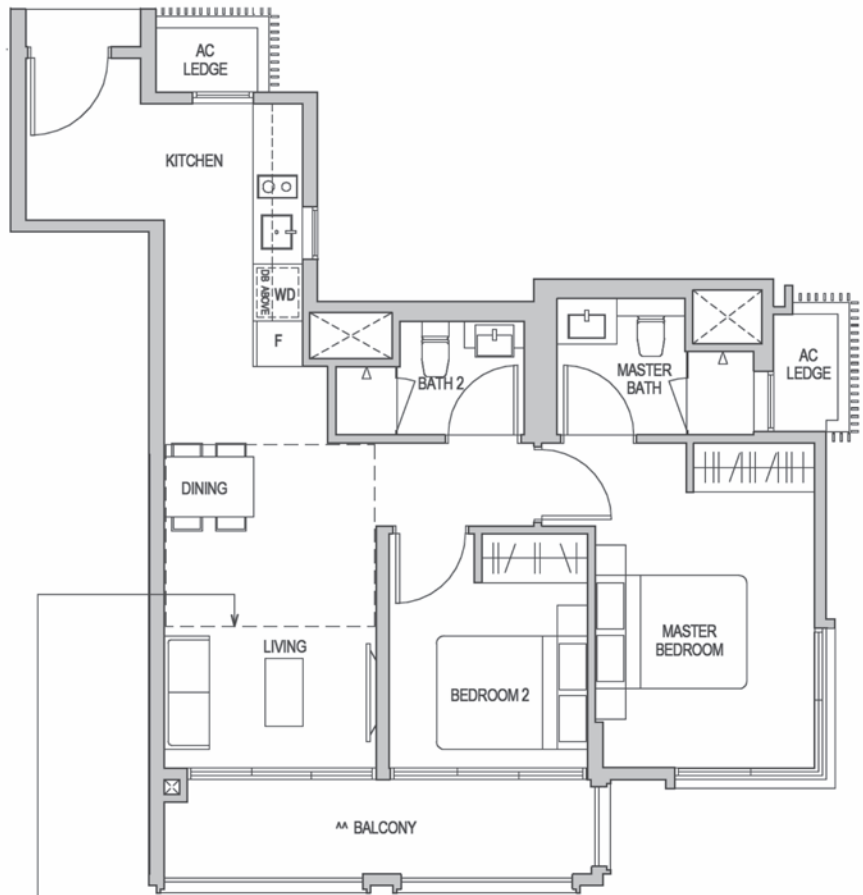 AC
LEDGE
KITCHEN
DB ABOVE
WD
F
BATH 2
MASTER
BATH
AC
LEDGE
DINING
LIVING
BEDROOM 2
MASTER
BEDROOM
^^ BALCONY